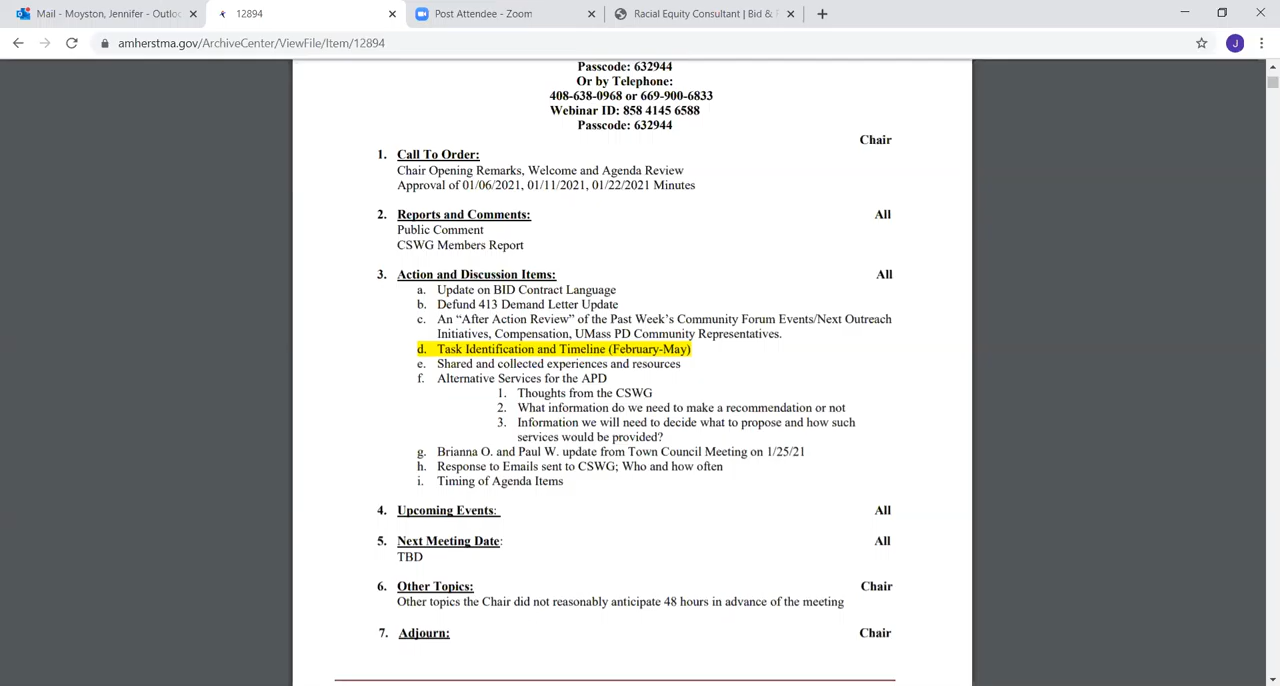 Mail - Moyston, Jennifer - Outloo
12894
Post Attendee - Zoom
Racial Equity Consultant | Bid & F
amherstma.gov/ArchiveCenter/ViewFile/Item/12894
J
Passcode: 632944
Or by Telephone:
408-638-0968 or 669-900-6833
Webinar ID: 858 4145 6588
Passcode: 632944
Chair
1. Call To Order:
Chair Opening Remarks, Welcome and Agenda Review
Approval of 01/06/2021, 01/11/2021, 01/22/2021 Minutes
2. Reports and Comments: All
Public Comment
CSWG Members Report
3. Action and Discussion Items: All
a. Update on BID Contract Language
b. Defund 413 Demand Letter Update
c. An “After Action Review” of the Past Week’s Community Forum Events/Next Outreach
Initiatives, Compensation, UMass PD Community Representatives.
d. Task Identification and Timeline (February-May)
e. Shared and collected experiences and resources
f. Alternative Services for the APD
1. Thoughts from the CSWG
2. What information do we need to make a recommendation or not
3. Information we will need to decide what to propose and how such
services would be provided?
g. Brianna O. and Paul W. update from Town Council Meeting on 1/25/21
h. Response to Emails sent to CSWG; Who and how often
i. Timing of Agenda Items
4. Upcoming Events: All
5. Next Meeting Date: All
TBD
6. Other Topics: Chair
Other topics the Chair did not reasonably anticipate 48 hours in advance of the meeting
7. Adjourn: Chair